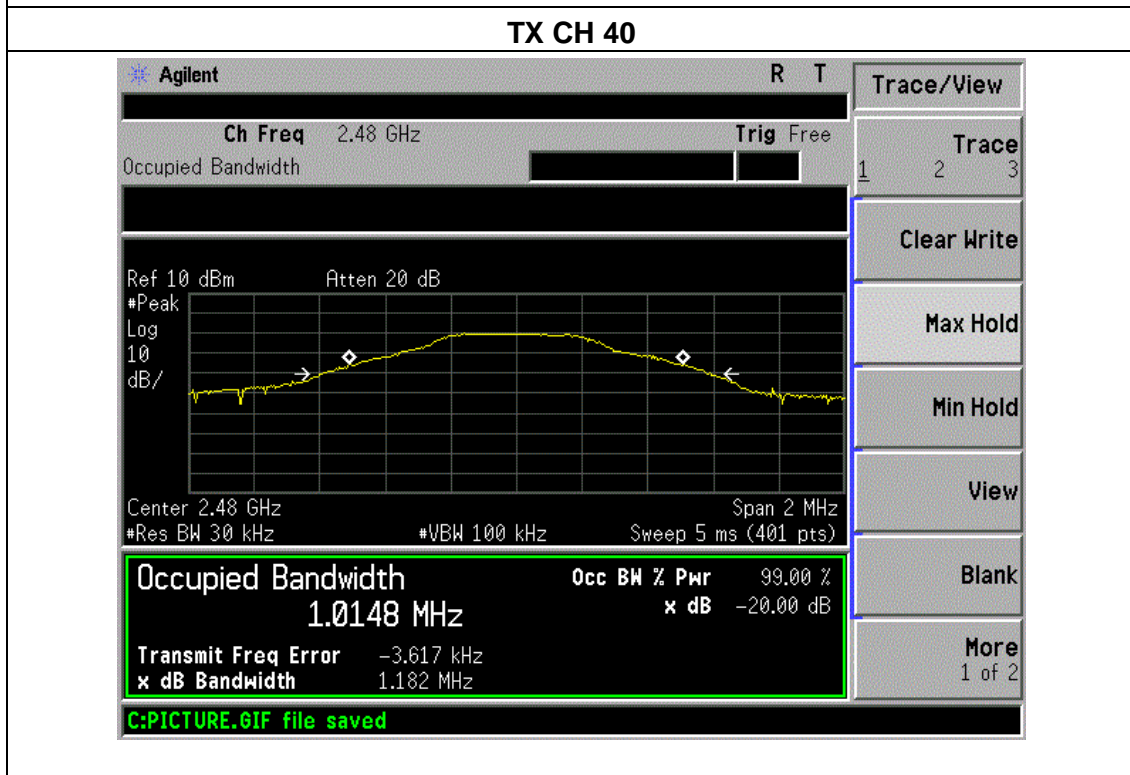 TX CH 40
Agilent R T
Trace/View
Ch Freq 2.48 GHz Trig Free
Occupied Bandwidth
Trace
1 2 3
Clear Write
Ref 10 dBm Atten 20 dB
#Peak
Log
10
dB/
Max Hold
Min Hold
View
Center 2.48 GHz Span 2 MHz
#Res BW 30 kHz #VBW 100 kHz Sweep 5 ms (401 pts)
Occupied Bandwidth Occ BW % Pwr 99.00 %
1.0148 MHz x dB -20.00 dB
Blank
Transmit Freq Error -3.617 kHz
x dB Bandwidth 1.182 MHz
More
1 of 2
C:PICTURE.GIF file saved